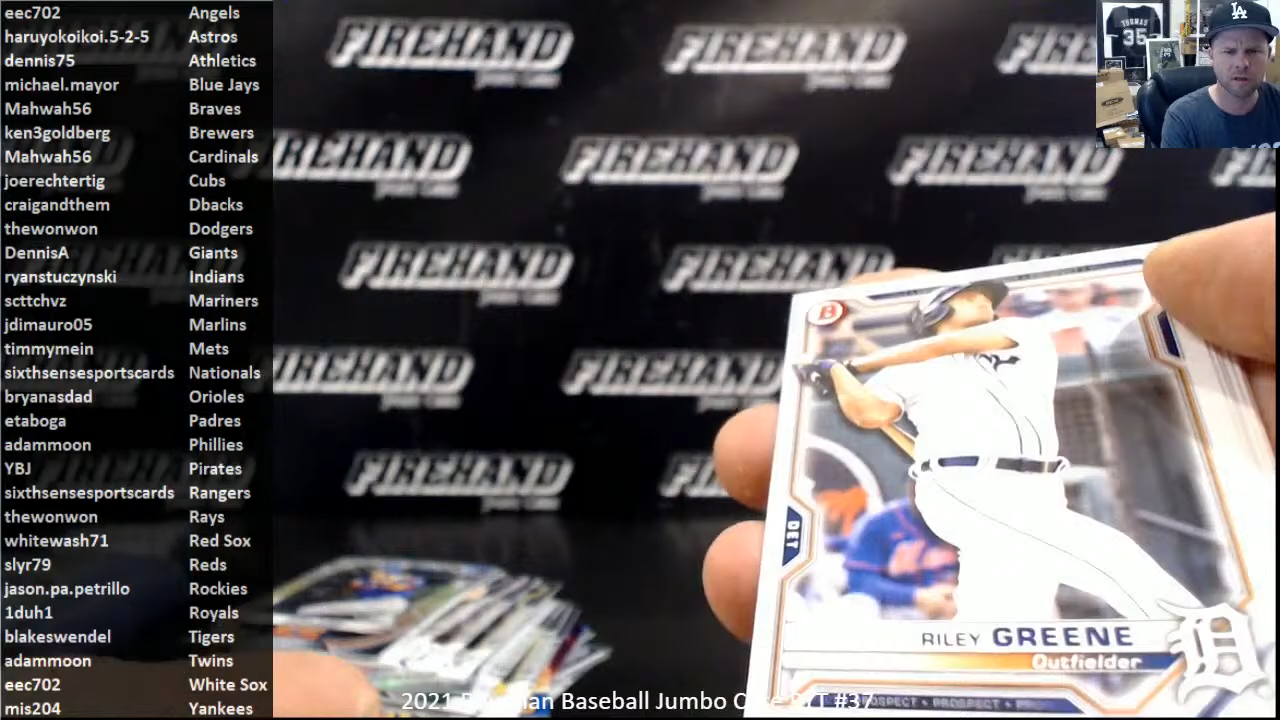 eec702 Angels
haruyokoikoi.5-2-5 Astros
dennis75 Athletics
michael.mayor Blue Jays
Mahwah56 Braves
ken3goldberg Brewers
Mahwah56 Cardinals
joerechtertig Cubs
craigandthem Dbacks
thewonwon Dodgers
DennisA Giants
ryanstuczynski Indians
scttchvz Mariners
jdimauro05 Marlins
timmymein Mets
sixthsensesportscards Nationals
bryanasdad Orioles
etaboga Padres
adammoon Phillies
YBJ Pirates
sixthsensesportscards Rangers
thewonwon Rays
whitewash71 Red Sox
slyr79 Reds
jason.pa.petrillo Rockies
1duh1 Royals
blakeswendel Tigers
adammoon Twins
eec702 White Sox
mis204 Yankees
FIREHAND FIREHAND FIREHAND
FIREHAND FIREHAND FIREHAND
FIREHAND FIREHAND
FIREHAND FIREHAND
FIREHAND
THOMAS
35
LA
B
DET
RILEY GREENE
Outfielder
D
PROSPECT • PROSPECT
2021 Baseball Jumbo #37